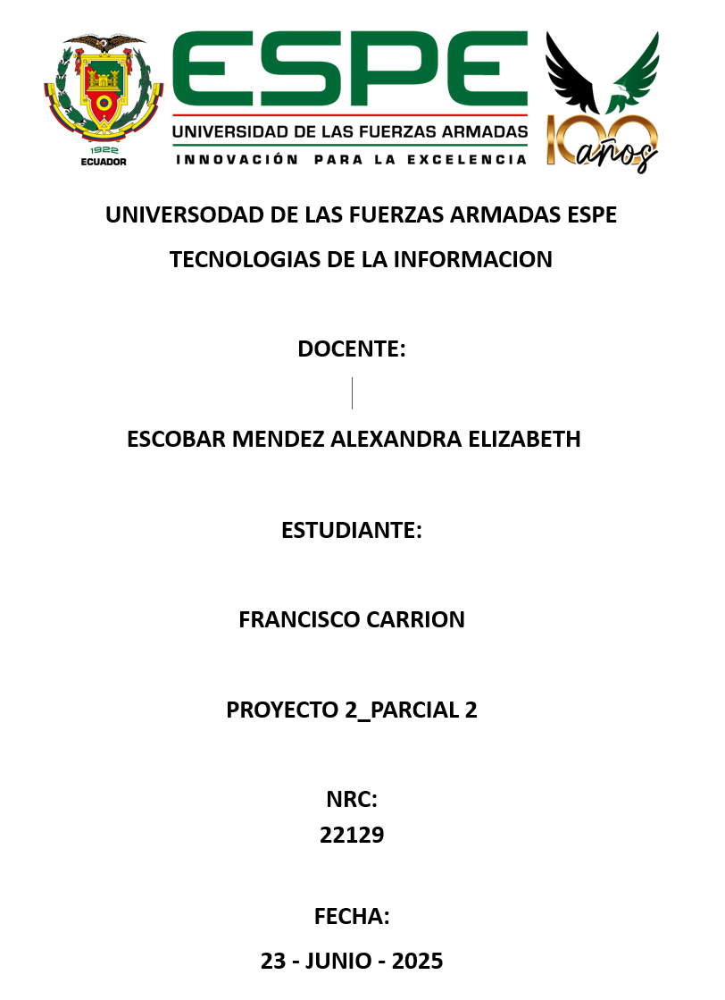 ESPE
UNIVERSIDAD DE LAS FUERZAS ARMADAS
INNOVACIÓN PARA LA EXCELENCIA
1922
ECUADOR
100
años
UNIVERSODAD DE LAS FUERZAS ARMADAS ESPE
TECNOLOGIAS DE LA INFORMACION
DOCENTE:
ESCOBAR MENDEZ ALEXANDRA ELIZABETH
ESTUDIANTE:
FRANCISCO CARRION
PROYECTO 2_PARCIAL 2
NRC:
22129
FECHA:
23 - JUNIO - 2025